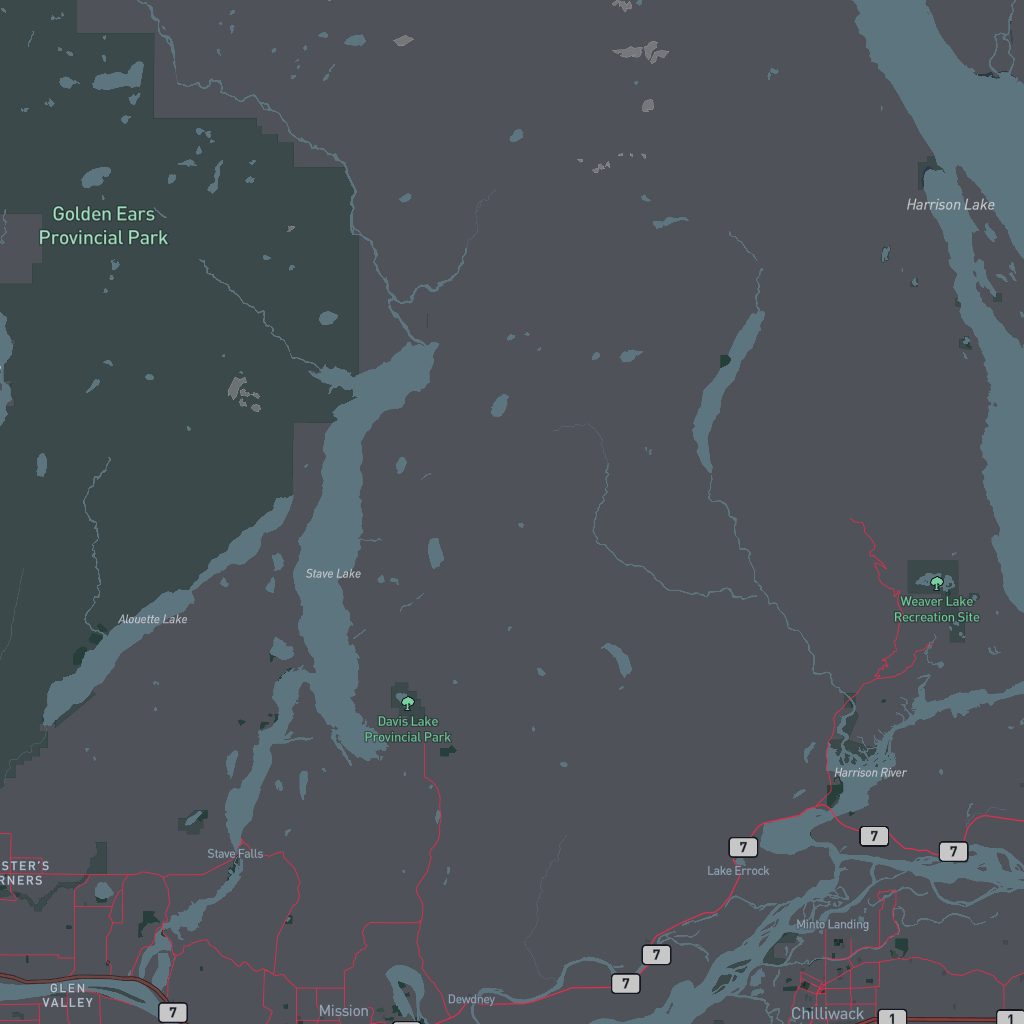 Harrison Lake
Golden Ears
Provincial Park
Stave Lake
Weaver Lake
Recreation Site
Alouette Lake
Davis Lake
Provincial Park
Harrison River
7
7
7
Stave Falls
STER'S
RNERS
Lake Errock
Minto Landing
7
7
GLEN
VALLEY
Dewdney
7
Mission
Chilliwack
1
1